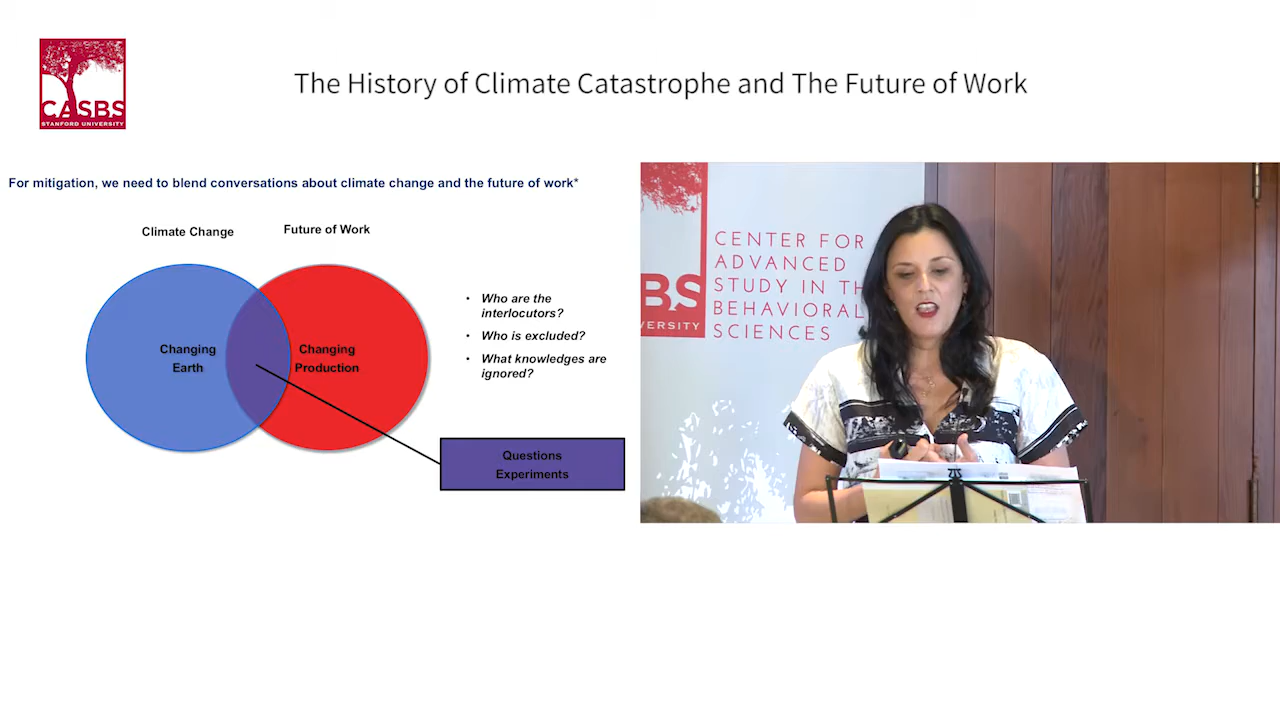 CASBS
STANFORD UNIVERSITY
The History of Climate Catastrophe and The Future of Work
For mitigation, we need to blend conversations about climate change and the future of work*
Climate Change
Future of Work
Changing
Earth
Changing
Production
• Who are the
interlocutors?
• Who is excluded?
• What knowledges are
ignored?
Questions
Experiments
CENTER FOR
ADVANCED
STUDY IN TH
BEHAVIORAL
SCIENCES
BS
VERSITY